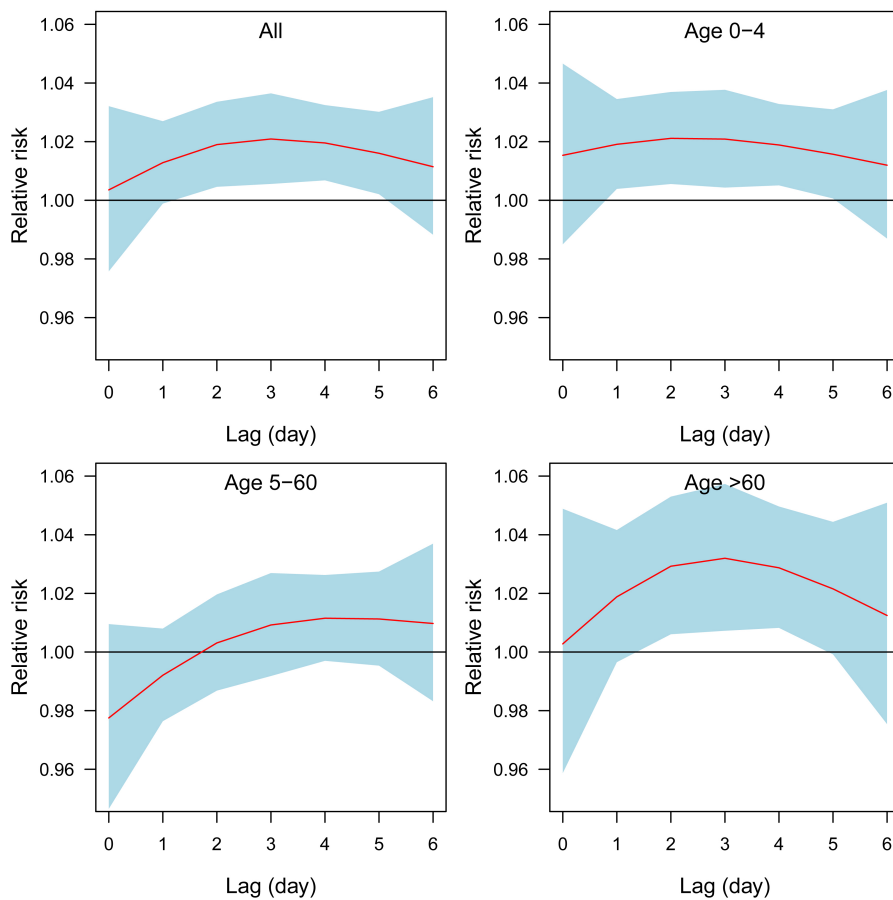 All
Relative risk
1.06
1.04
1.02
1.00
0.98
0.96
0 1 2 3 4 5 6
Lag (day)
Age 0−4
Relative risk
1.06
1.04
1.02
1.00
0.98
0.96
0 1 2 3 4 5 6
Lag (day)
Age 5−60
Relative risk
1.06
1.04
1.02
1.00
0.98
0.96
0 1 2 3 4 5 6
Lag (day)
Age >60
Relative risk
1.06
1.04
1.02
1.00
0.98
0.96
0 1 2 3 4 5 6
Lag (day)